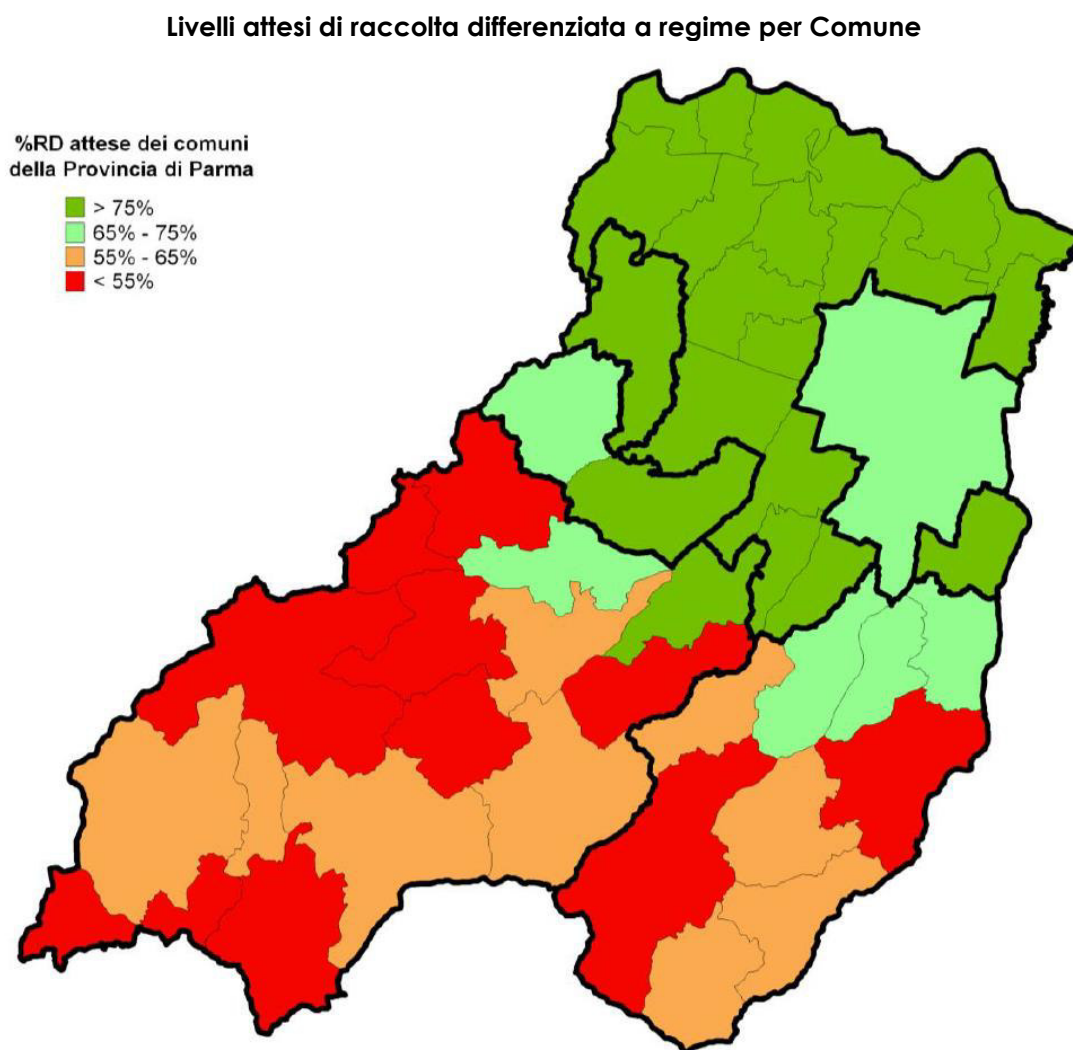 Livelli attesi di raccolta differenziata a regime per Comune
%RD attese dei comuni
della Provincia di Parma
> 75%
65% - 75%
55% - 65%
< 55%